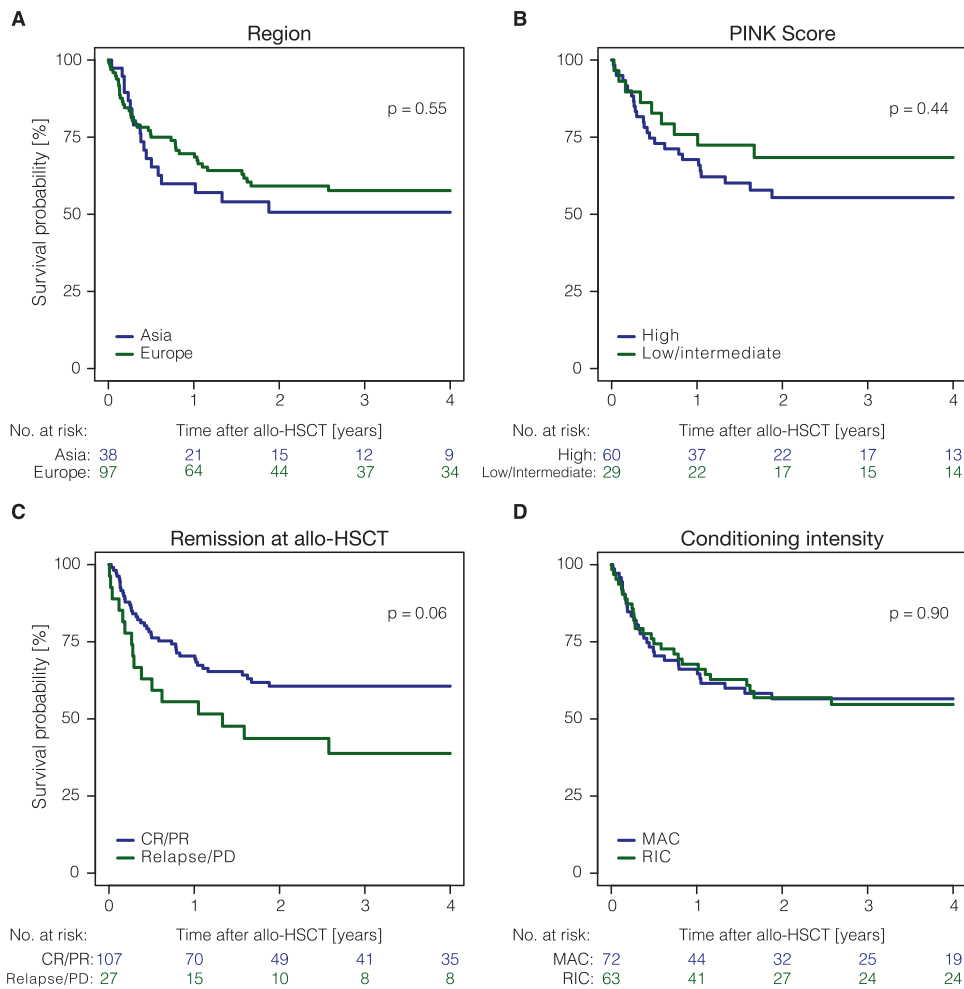 A
Region
Survival probability [%]
100
75
50
25
0
p = 0.55
Asia
Europe
0 1 2 3 4
No. at risk: Time after allo-HSCT [years]
Asia: 38 21 15 12 9
Europe: 97 64 44 37 34
B
PINK Score
100
75
50
25
0
p = 0.44
High
Low/intermediate
0 1 2 3 4
No. at risk: Time after allo-HSCT [years]
High: 60 37 22 17 13
Low/Intermediate: 29 22 17 15 14
C
Remission at allo-HSCT
Survival probability [%]
100
75
50
25
0
p = 0.06
CR/PR
Relapse/PD
0 1 2 3 4
No. at risk: Time after allo-HSCT [years]
CR/PR: 107 70 49 41 35
Relapse/PD: 27 15 10 8 8
D
Conditioning intensity
100
75
50
25
0
p = 0.90
MAC
RIC
0 1 2 3 4
No. at risk: Time after allo-HSCT [years]
MAC: 72 44 32 25 19
RIC: 63 41 27 24 24